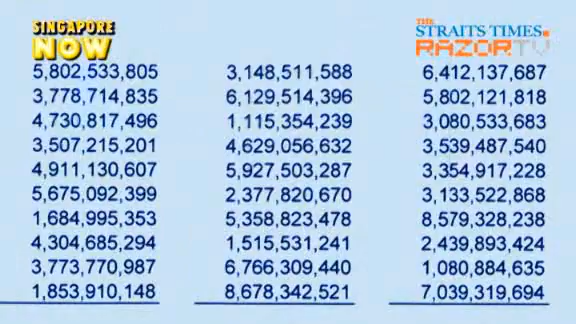 SINGAPORE
NOW
THE
STRAITS TIMES
RAZORTV
5,802,533,805 3,148,511,588 6,412,137,687
3,778,714,835 6,129,514,396 5,802,121,818
4,730,817,496 1,115,354,239 3,080,533,683
3,507,215,201 4,629,056,632 3,539,487,540
4,911,130,607 5,927,503,287 3,354,917,228
5,675,092,399 2,377,820,670 3,133,522,868
1,684,995,353 5,358,823,478 8,579,328,238
4,304,685,294 1,515,531,241 2,439,893,424
3,773,770,987 6,766,309,440 1,080,884,635
1,853,910,148 8,678,342,521 7,039,319,694